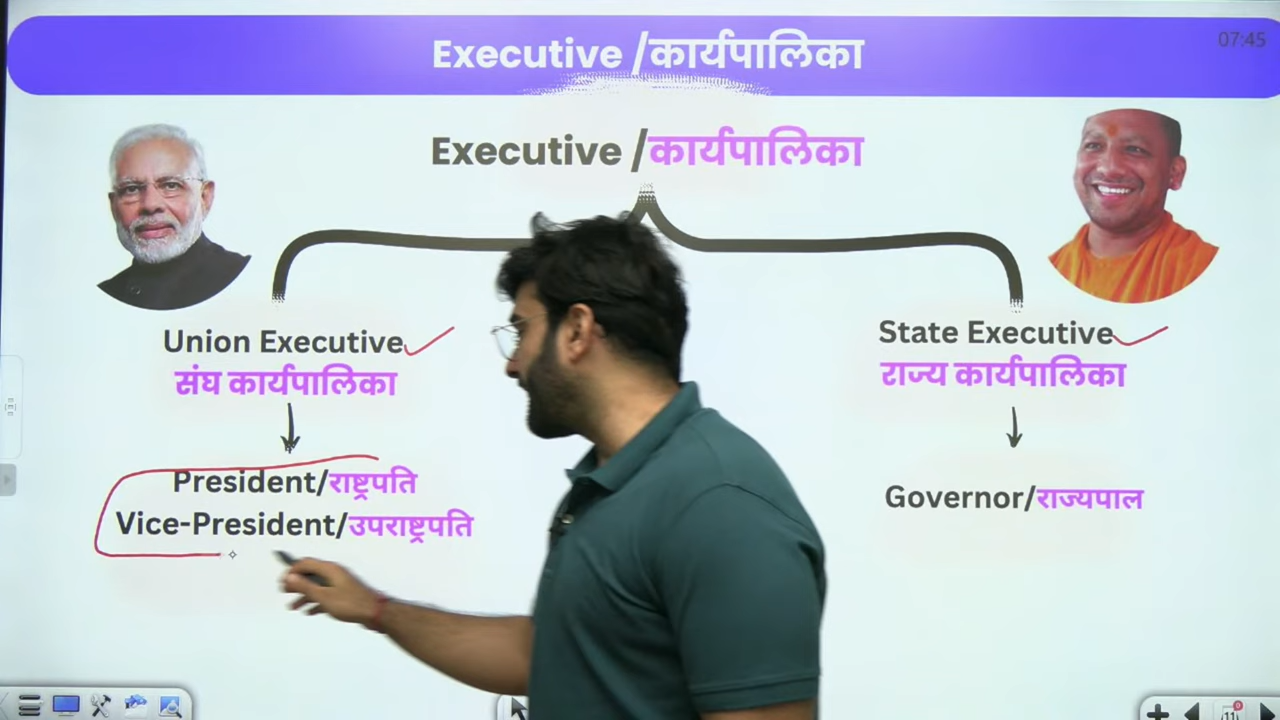 Executive /कार्यपालिका
07:45
Executive /कार्यपालिका
Union Executive
संघ कार्यपालिका
State Executive
राज्य कार्यपालिका
President/राष्ट्रपति
Vice-President/उपराष्ट्रपति
Governor/राज्यपाल
11